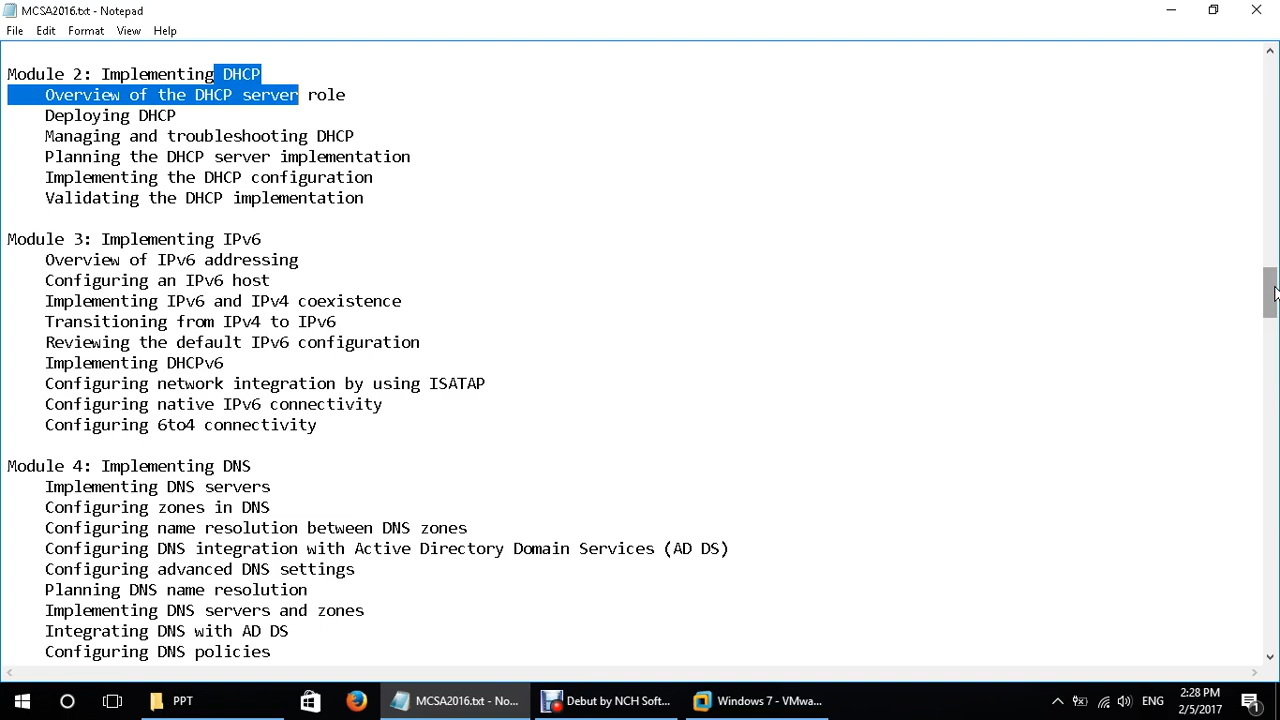 MCSA2016.txt - Notepad
File Edit Format View Help
Module 2: Implementing DHCP
Overview of the DHCP server role
Deploying DHCP
Managing and troubleshooting DHCP
Planning the DHCP server implementation
Implementing the DHCP configuration
Validating the DHCP implementation
Module 3: Implementing IPv6
Overview of IPv6 addressing
Configuring an IPv6 host
Implementing IPv6 and IPv4 coexistence
Transitioning from IPv4 to IPv6
Reviewing the default IPv6 configuration
Implementing DHCPv6
Configuring network integration by using ISATAP
Configuring native IPv6 connectivity
Configuring 6to4 connectivity
Module 4: Implementing DNS
Implementing DNS servers
Configuring zones in DNS
Configuring name resolution between DNS zones
Configuring DNS integration with Active Directory Domain Services (AD DS)
Configuring advanced DNS settings
Planning DNS name resolution
Implementing DNS servers and zones
Integrating DNS with AD DS
Configuring DNS policies
PPT MCSA2016.txt - No... Debut by NCH Soft... Windows 7 - VMwa... ENG 2:28 PM
2/5/2017 1